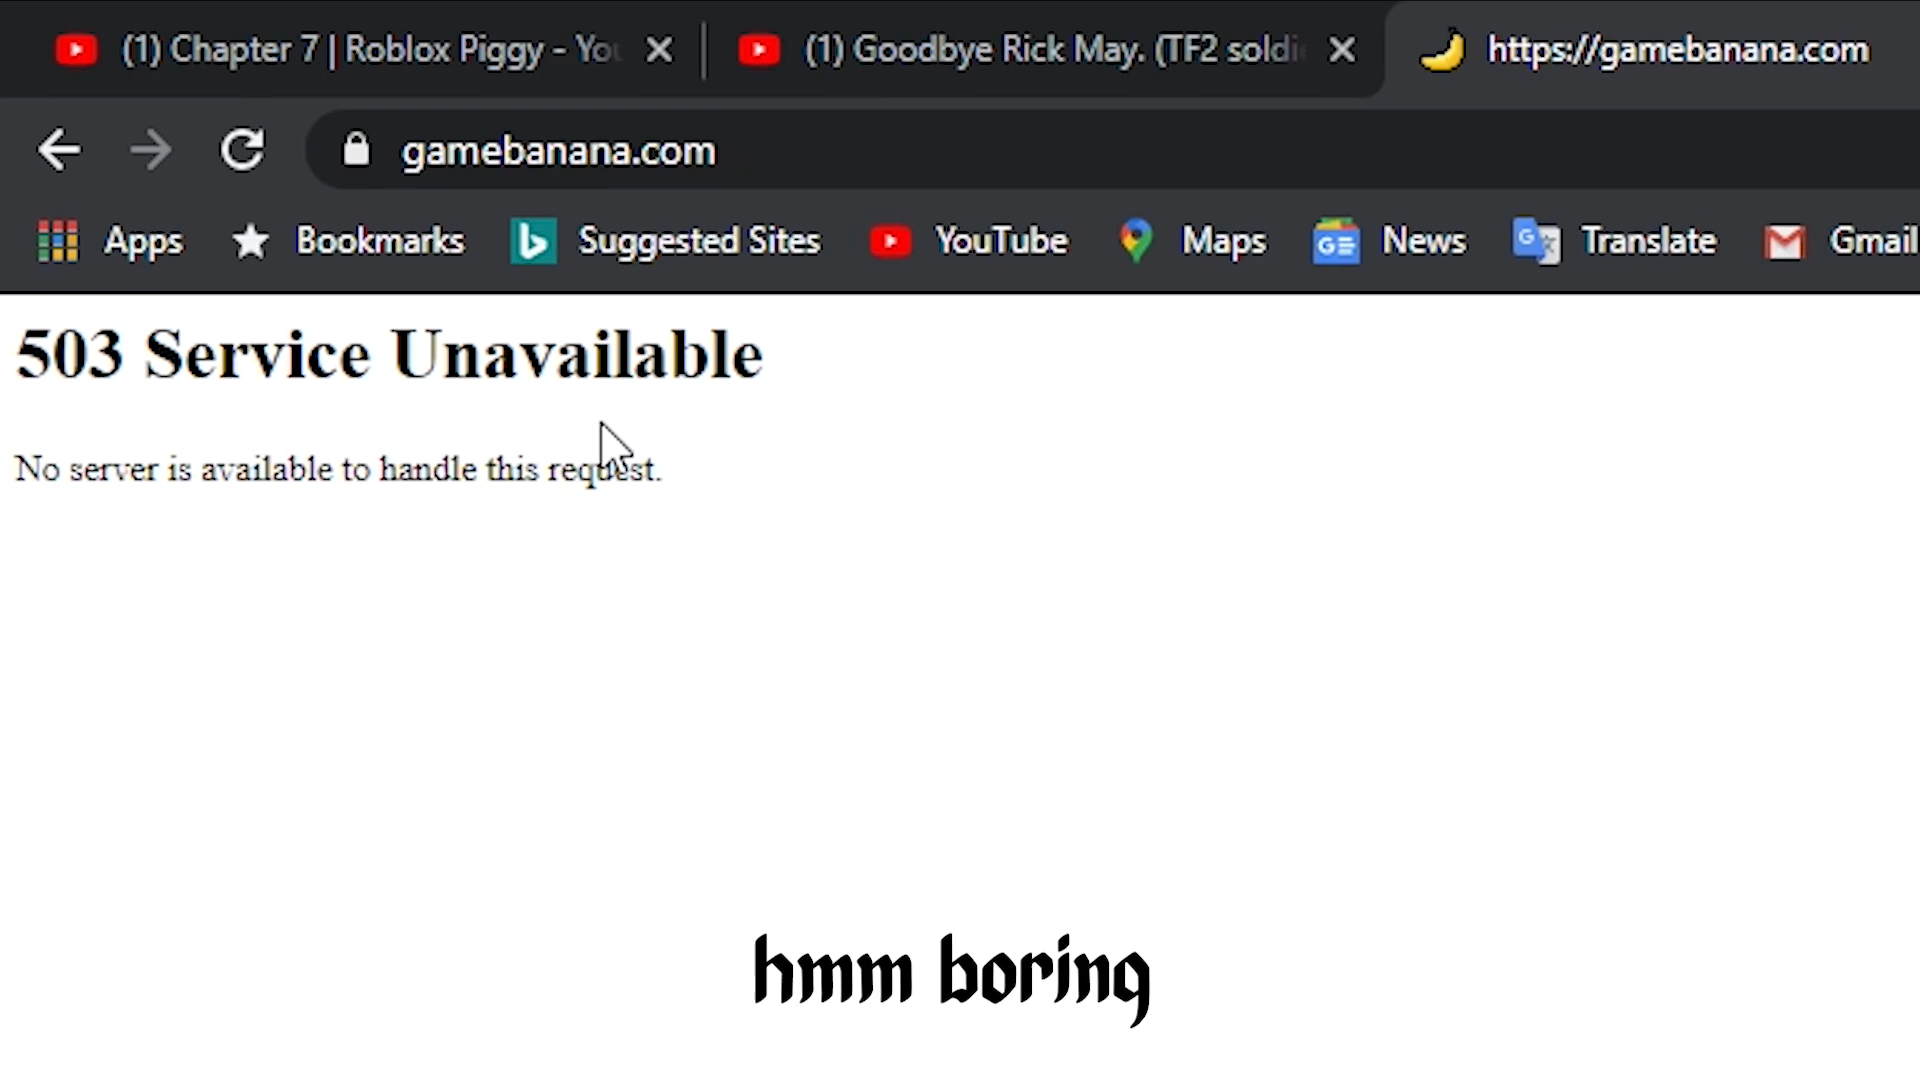 (1) Chapter 7 | Roblox Piggy - You
(1) Goodbye Rick May. (TF2 soldi
https://gamebanana.com
gamebanana.com
Apps Bookmarks Suggested Sites YouTube Maps News Translate Gmail
503 Service Unavailable
No server is available to handle this request.
hmm boring